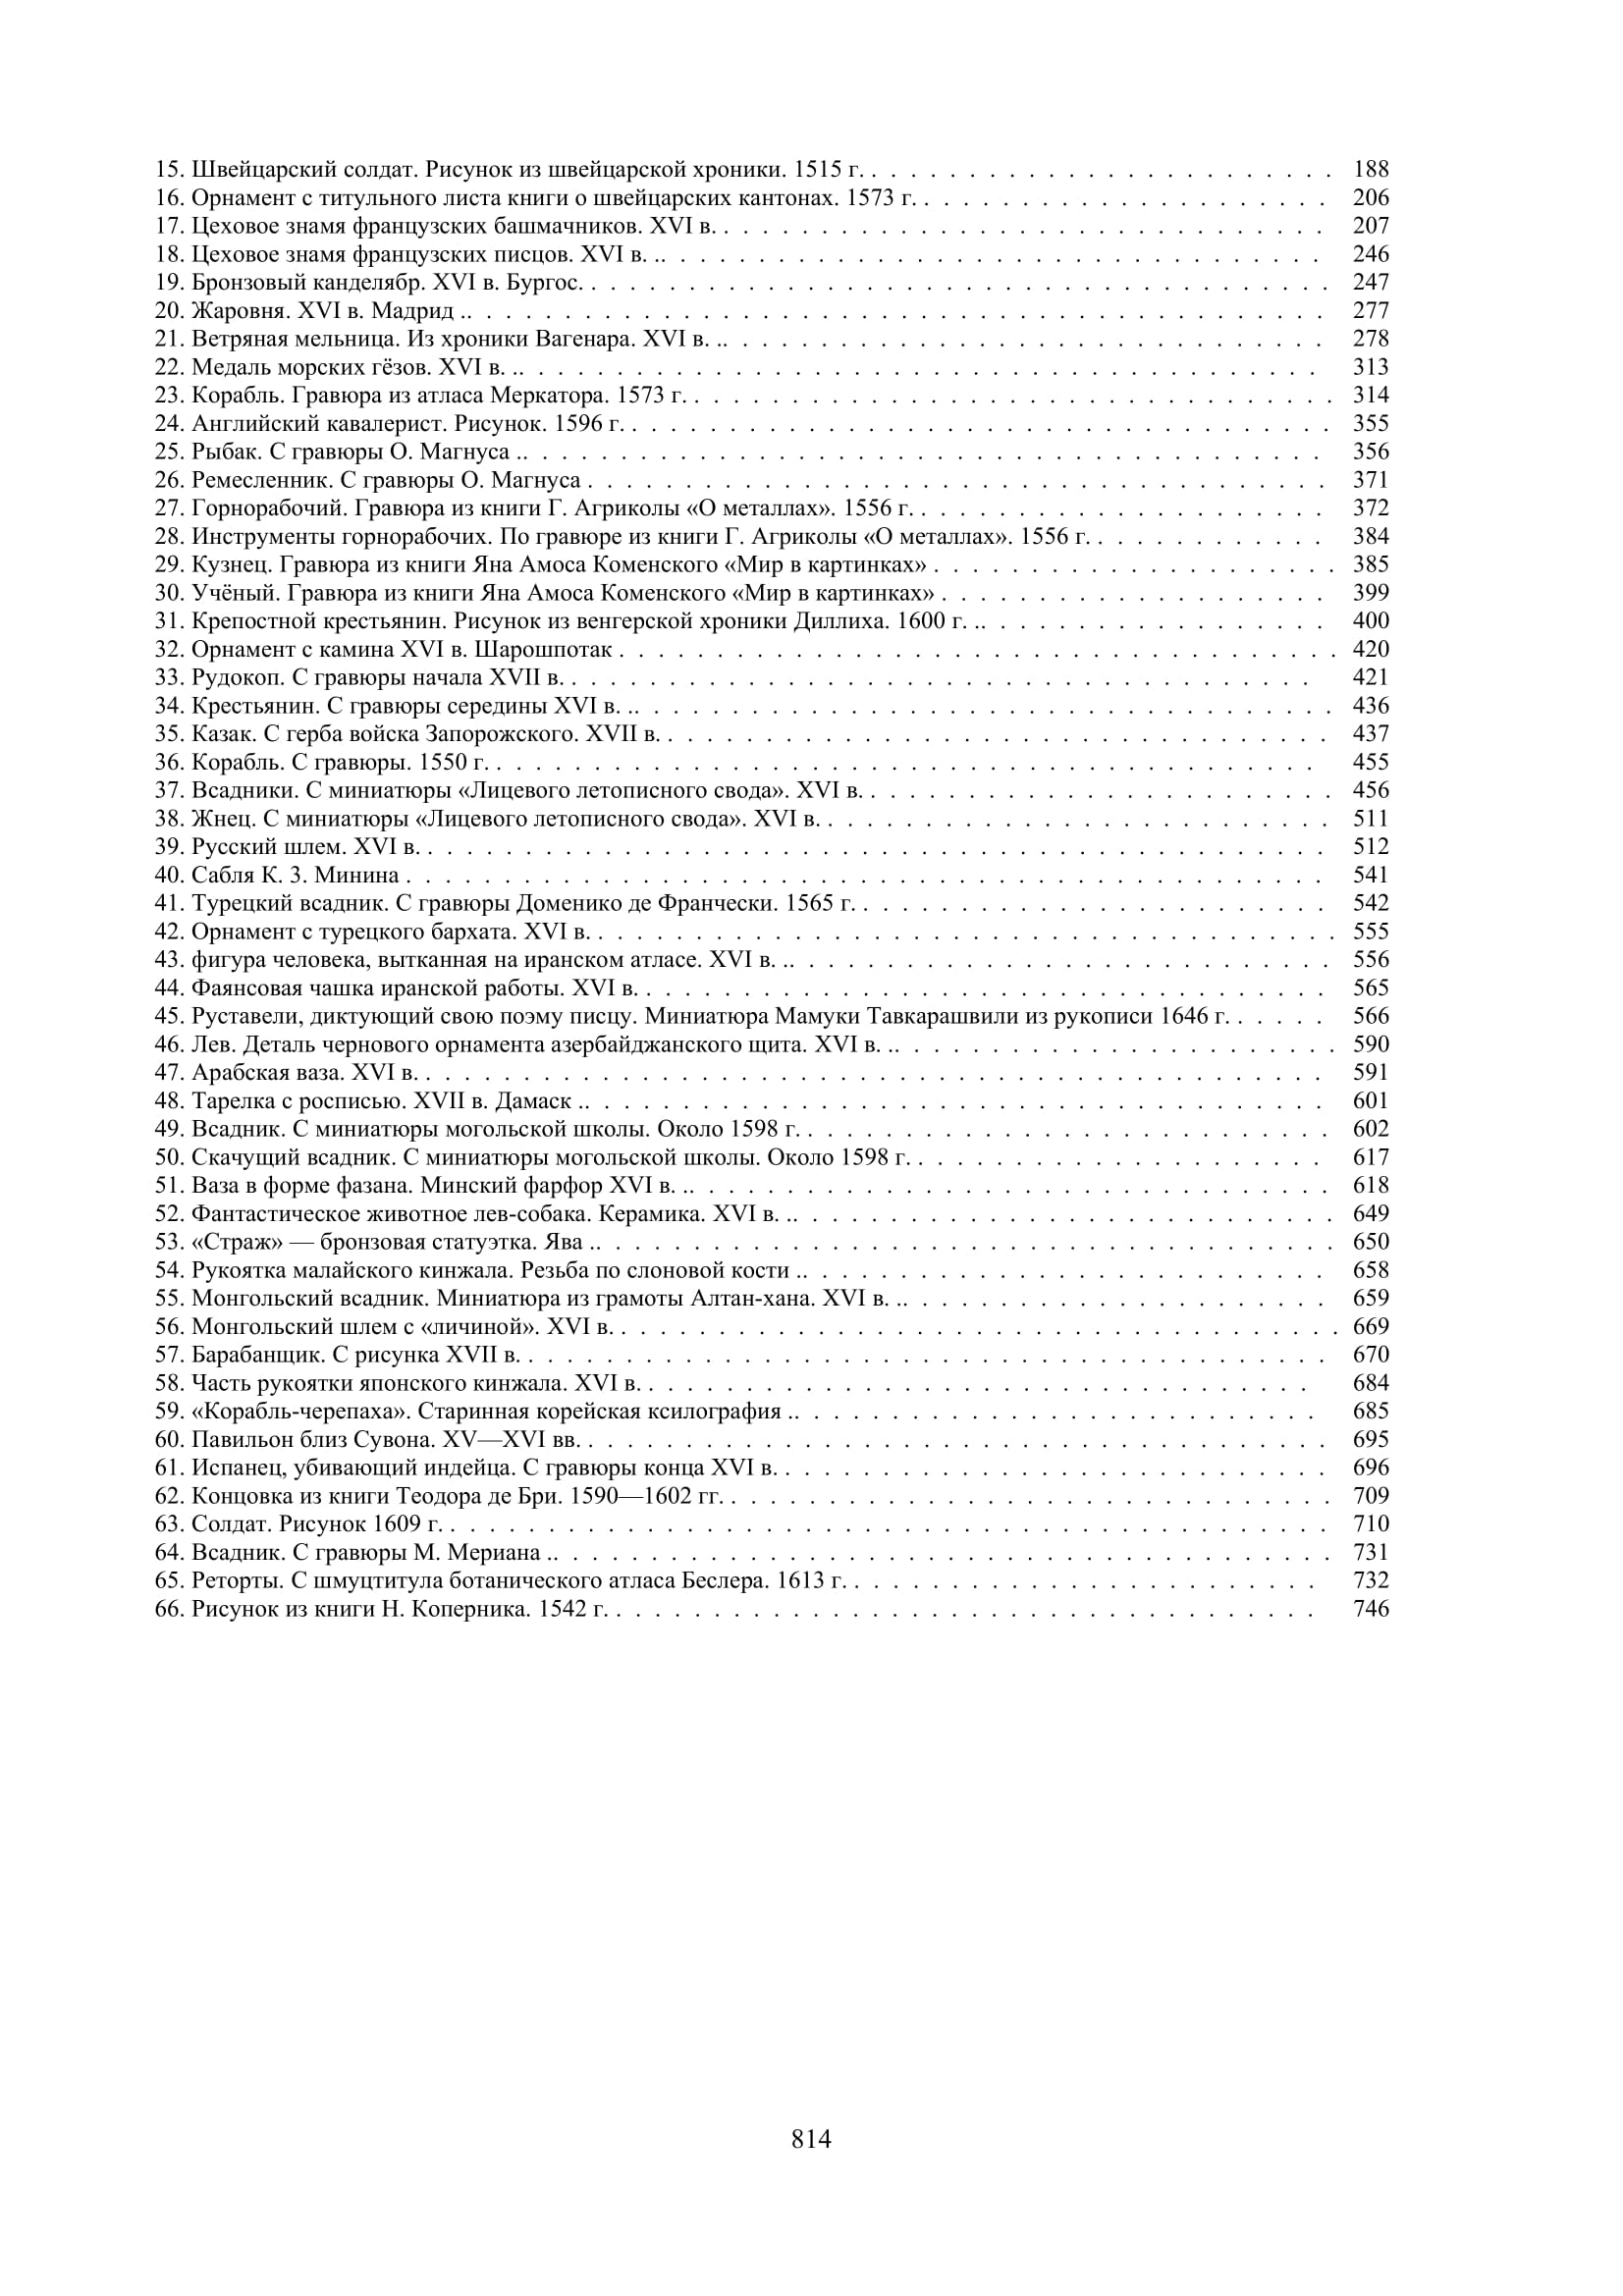 15. Швейцарский солдат. Рисунок из швейцарской хроники. 1515 г. . . . . . . . . . . . . . . . . . . . . . . . . 188
16. Орнамент с титульного листа книги о швейцарских кантонах. 1573 г. . . . . . . . . . . . . . . . . . . . . . 206
17. Цеховое знамя французских башмачников. XVI в. . . . . . . . . . . . . . . . . . . . . . . . . . . . . . . . 207
18. Цеховое знамя французских писцов. XVI в. .. . . . . . . . . . . . . . . . . . . . . . . . . . . . . . . . . . 246
19. Бронзовый канделябр. XVI в. Бургос. . . . . . . . . . . . . . . . . . . . . . . . . . . . . . . . . . . . . . 247
20. Жаровня. XVI в. Мадрид .. . . . . . . . . . . . . . . . . . . . . . . . . . . . . . . . . . . . . . . . . . . 277
21. Ветряная мельница. Из хроники Вагенара. XVI в. .. . . . . . . . . . . . . . . . . . . . . . . . . . . . . . . 278
22. Медаль морских гёзов. XVI в. .. . . . . . . . . . . . . . . . . . . . . . . . . . . . . . . . . . . . . . . . 313
23. Корабль. Гравюра из атласа Меркатора. 1573 г. . . . . . . . . . . . . . . . . . . . . . . . . . . . . . . . . 314
24. Английский кавалерист. Рисунок. 1596 г. . . . . . . . . . . . . . . . . . . . . . . . . . . . . . . . . . . . 355
25. Рыбак. С гравюры О. Магнуса .. . . . . . . . . . . . . . . . . . . . . . . . . . . . . . . . . . . . . . . . 356
26. Ремесленник. С гравюры О. Магнуса . . . . . . . . . . . . . . . . . . . . . . . . . . . . . . . . . . . . . . 371
27. Горнорабочий. Гравюра из книги Г. Агриколы «О металлах». 1556 г. . . . . . . . . . . . . . . . . . . . . . 372
28. Инструменты горнорабочих. По гравюре из книги Г. Агриколы «О металлах». 1556 г. . . . . . . . . . . . . 384
29. Кузнец. Гравюра из книги Яна Амоса Коменского «Мир в картинках» . . . . . . . . . . . . . . . . . . . . . 385
30. Учёный. Гравюра из книги Яна Амоса Коменского «Мир в картинках» . . . . . . . . . . . . . . . . . . . . 399
31. Крепостной крестьянин. Рисунок из венгерской хроники Диллиха. 1600 г. .. . . . . . . . . . . . . . . . . . 400
32. Орнамент с камина XVI в. Шарошпотак . . . . . . . . . . . . . . . . . . . . . . . . . . . . . . . . . . . . . 420
33. Рудокоп. С гравюры начала XVII в. . . . . . . . . . . . . . . . . . . . . . . . . . . . . . . . . . . . . . . 421
34. Крестьянин. С гравюры середины XVI в. .. . . . . . . . . . . . . . . . . . . . . . . . . . . . . . . . . . . . 436
35. Казак. С герба войска Запорожского. XVII в. . . . . . . . . . . . . . . . . . . . . . . . . . . . . . . . . . . 437
36. Корабль. С гравюры. 1550 г. . . . . . . . . . . . . . . . . . . . . . . . . . . . . . . . . . . . . . . . . . . 455
37. Всадники. С миниатюры «Лицевого летописного свода». XVI в. . . . . . . . . . . . . . . . . . . . . . . . . 456
38. Жнец. С миниатюры «Лицевого летописного свода». XVI в. . . . . . . . . . . . . . . . . . . . . . . . . . . 511
39. Русский шлем. XVI в. . . . . . . . . . . . . . . . . . . . . . . . . . . . . . . . . . . . . . . . . . . . . . . 512
40. Сабля К. З. Минина . . . . . . . . . . . . . . . . . . . . . . . . . . . . . . . . . . . . . . . . . . . . . . . 541
41. Турецкий всадник. С гравюры Доменико де Франчески. 1565 г. . . . . . . . . . . . . . . . . . . . . . . . . 542
42. Орнамент с турецкого бархата. XVI в. . . . . . . . . . . . . . . . . . . . . . . . . . . . . . . . . . . . . . . 555
43. фигура человека, вытканная на иранском атласе. XVI в. .. . . . . . . . . . . . . . . . . . . . . . . . . . . . 556
44. Фаянсовая чашка иранской работы. XVI в. . . . . . . . . . . . . . . . . . . . . . . . . . . . . . . . . . . . 565
45. Руставели, диктующий свою поэму писцу. Миниатюра Мамуки Тавкарашвили из рукописи 1646 г. . . . . . 566
46. Лев. Деталь чернового орнамента азербайджанского щита. XVI в. .. . . . . . . . . . . . . . . . . . . . . . . 590
47. Арабская ваза. XVI в. . . . . . . . . . . . . . . . . . . . . . . . . . . . . . . . . . . . . . . . . . . . . . . 591
48. Тарелка с росписью. XVII в. Дамаск .. . . . . . . . . . . . . . . . . . . . . . . . . . . . . . . . . . . . . . 601
49. Всадник. С миниатюры могольской школы. Около 1598 г. . . . . . . . . . . . . . . . . . . . . . . . . . . . 602
50. Скачущий всадник. С миниатюры могольской школы. Около 1598 г. . . . . . . . . . . . . . . . . . . . . . 617
51. Ваза в форме фазана. Минский фарфор XVI в. .. . . . . . . . . . . . . . . . . . . . . . . . . . . . . . . . . 618
52. Фантастическое животное лев-собака. Керамика. XVI в. .. . . . . . . . . . . . . . . . . . . . . . . . . . . . 649
53. «Страж» — бронзовая статуэтка. Ява .. . . . . . . . . . . . . . . . . . . . . . . . . . . . . . . . . . . . . . 650
54. Рукоятка малайского кинжала. Резьба по слоновой кости .. . . . . . . . . . . . . . . . . . . . . . . . . . . 658
55. Монгольский всадник. Миниатюра из грамоты Алтан-хана. XVI в. .. . . . . . . . . . . . . . . . . . . . . . 659
56. Монгольский шлем с «личиной». XVI в. . . . . . . . . . . . . . . . . . . . . . . . . . . . . . . . . . . . . . 669
57. Барабанщик. С рисунка XVII в. . . . . . . . . . . . . . . . . . . . . . . . . . . . . . . . . . . . . . . . . . 670
58. Часть рукоятки японского кинжала. XVI в. . . . . . . . . . . . . . . . . . . . . . . . . . . . . . . . . . . 684
59. «Корабль-черепаха». Старинная корейская ксилография .. . . . . . . . . . . . . . . . . . . . . . . . . . . 685
60. Павильон близ Сувона. XV—XVI вв. . . . . . . . . . . . . . . . . . . . . . . . . . . . . . . . . . . . . . . 695
61. Испанец, убивающий индейца. С гравюры конца XVI в. . . . . . . . . . . . . . . . . . . . . . . . . . . . . 696
62. Концовка из книги Теодора де Бри. 1590—1602 гг. . . . . . . . . . . . . . . . . . . . . . . . . . . . . . . . 709
63. Солдат. Рисунок 1609 г. . . . . . . . . . . . . . . . . . . . . . . . . . . . . . . . . . . . . . . . . . . . . . 710
64. Всадник. С гравюры М. Мериана .. . . . . . . . . . . . . . . . . . . . . . . . . . . . . . . . . . . . . . . . 731
65. Реторты. С шмуцтитула ботанического атласа Беслера. 1613 г. . . . . . . . . . . . . . . . . . . . . . . . . 732
66. Рисунок из книги Н. Коперника. 1542 г. . . . . . . . . . . . . . . . . . . . . . . . . . . . . . . . . . . . . 746
814